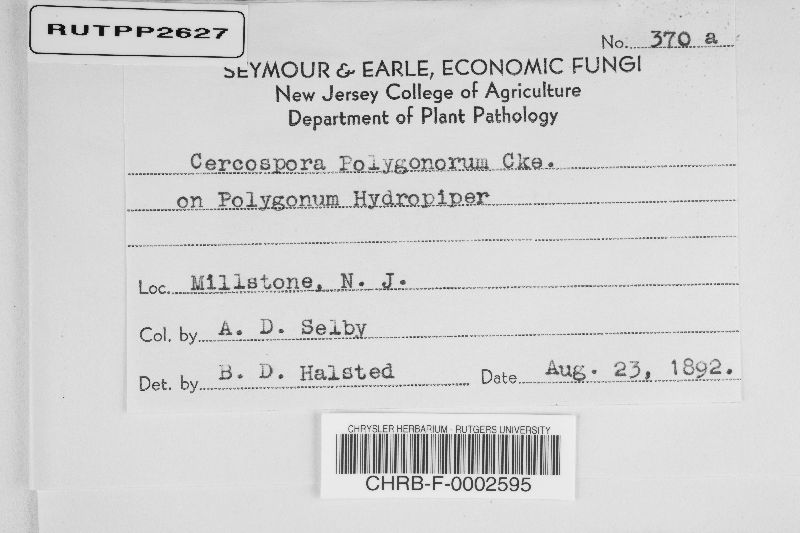 RUTPP2627
No. 370 a
SEYMOUR & EARLE, ECONOMIC FUNGI
New Jersey College of Agriculture
Department of Plant Pathology
Cercospora Polygonorum Cke.
on Polygonum Hydropiper
Loc. Millstone, N. J.
Col. by A. D. Selby
Det. by B. D. Halsted Date Aug. 23, 1892.
CHRYSLER HERBARIUM - RUTGERS UNIVERSITY
CHRB-F-0002595